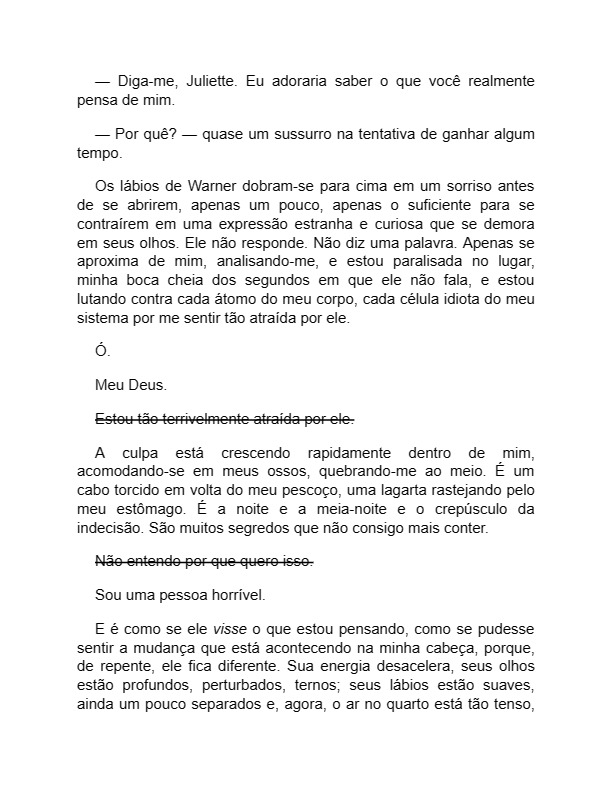 — Diga-me, Juliette. Eu adoraria saber o que você realmente
pensa de mim.
— Por quê? — quase um sussurro na tentativa de ganhar algum
tempo.
Os lábios de Warner dobram-se para cima em um sorriso antes
de se abrirem, apenas um pouco, apenas o suficiente para se
contraírem em uma expressão estranha e curiosa que se demora
em seus olhos. Ele não responde. Não diz uma palavra. Apenas se
aproxima de mim, analisando-me, e estou paralisada no lugar,
minha boca cheia dos segundos em que ele não fala, e estou
lutando contra cada átomo do meu corpo, cada célula idiota do meu
sistema por me sentir tão atraída por ele.
Ó.
Meu Deus.
Estou tão terrivelmente atraída por ele.
A culpa está crescendo rapidamente dentro de mim,
acomodando-se em meus ossos, quebrando-me ao meio. É um
cabo torcido em volta do meu pescoço, uma lagarta rastejando pelo
meu estômago. É a noite e a meia-noite e o crepúsculo da
indecisão. São muitos segredos que não consigo mais conter.
Não entendo por que quero isso.
Sou uma pessoa horrível.
E é como se ele visse o que estou pensando, como se pudesse
sentir a mudança que está acontecendo na minha cabeça, porque,
de repente, ele fica diferente. Sua energia desacelera, seus olhos
estão profundos, perturbados, ternos; seus lábios estão suaves,
ainda um pouco separados e, agora, o ar no quarto está tão tenso,